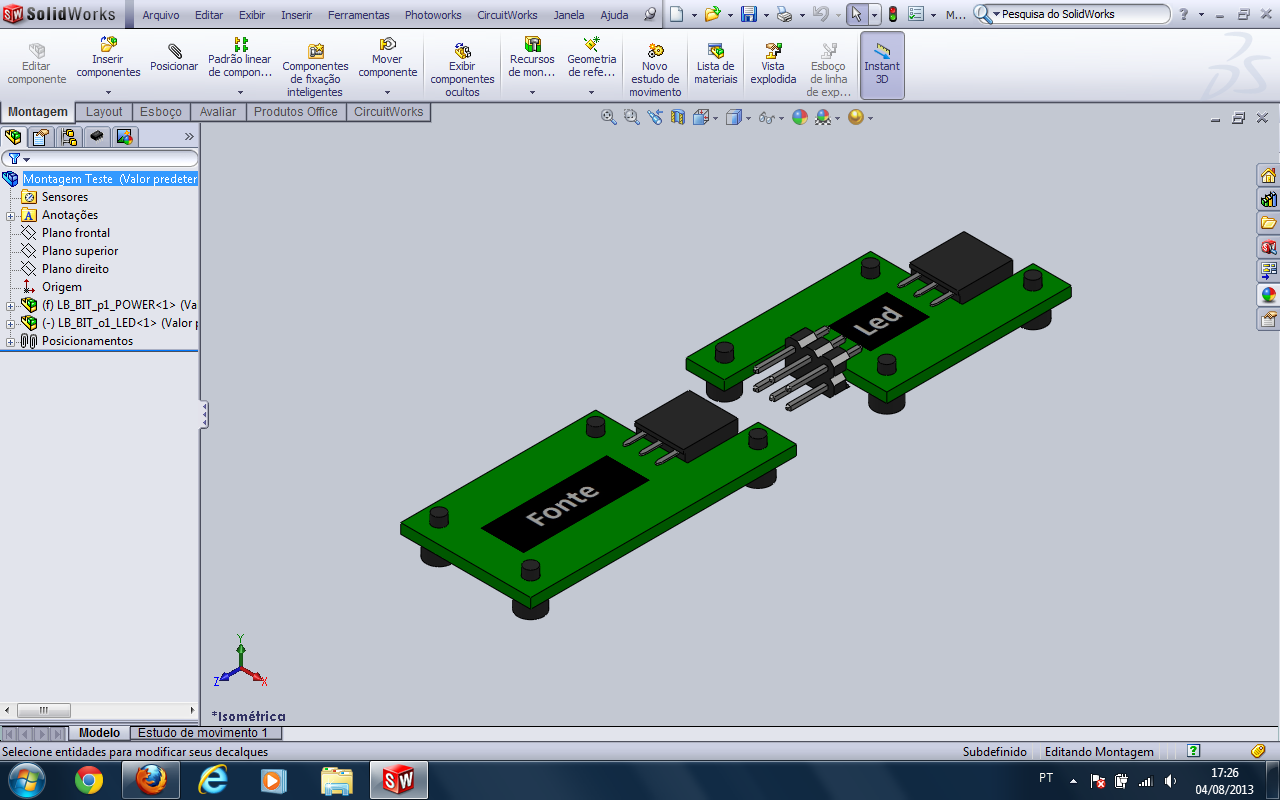 SolidWorks
Arquivo Editar Exibir Inserir Ferramentas Photoworks CircuitWorks Janela Ajuda
M...
Pesquisa do SolidWorks
?
Editar componente
Inserir componentes
Posicionar
Padrão linear de compon...
Componentes de fixação inteligentes
Mover componente
Exibir componentes ocultos
Recursos de mon...
Geometria de refe...
Novo estudo de movimento
Lista de materiais
Vista explodida
Esboço de linha de exp...
Instant 3D
Montagem Layout Esboço Avaliar Produtos Office CircuitWorks
Montagem Teste (Valor predeter
Sensores
A Anotações
Plano frontal
Plano superior
Plano direito
Origem
(f) LB_BIT_p1_POWER<1> (Va
(-) LB_BIT_o1_LED<1> (Valor p
Posicionamentos
Led
Fonte
Y
Z
X
*Isométrica
Modelo Estudo de movimento 1
Selecione entidades para modificar seus decalques
Subdefinido Editando Montagem ?
SW
PT
17:26
04/08/2013